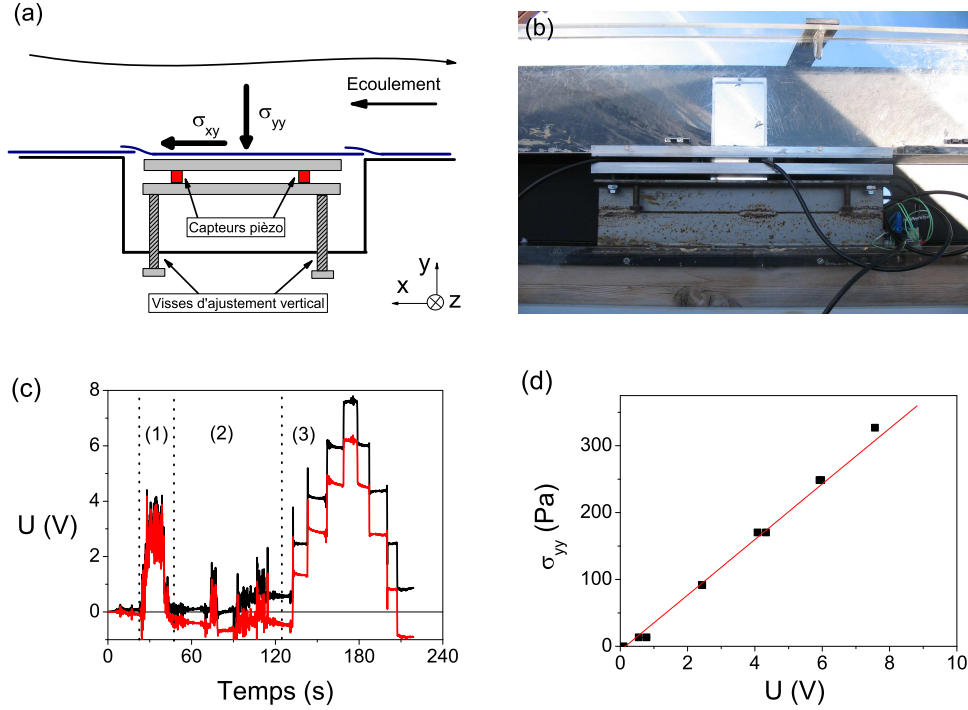 (a)
Ecoulement
σxy
σyy
Capteurs pièzo
Visses d'ajustement vertical
y
x
z
(b)
(c)
8
6
4
2
0
U (V)
(1)
(2)
(3)
0
60
120
180
240
Temps (s)
(d)
300
200
100
0
σyy (Pa)
0
2
4
6
8
10
U (V)